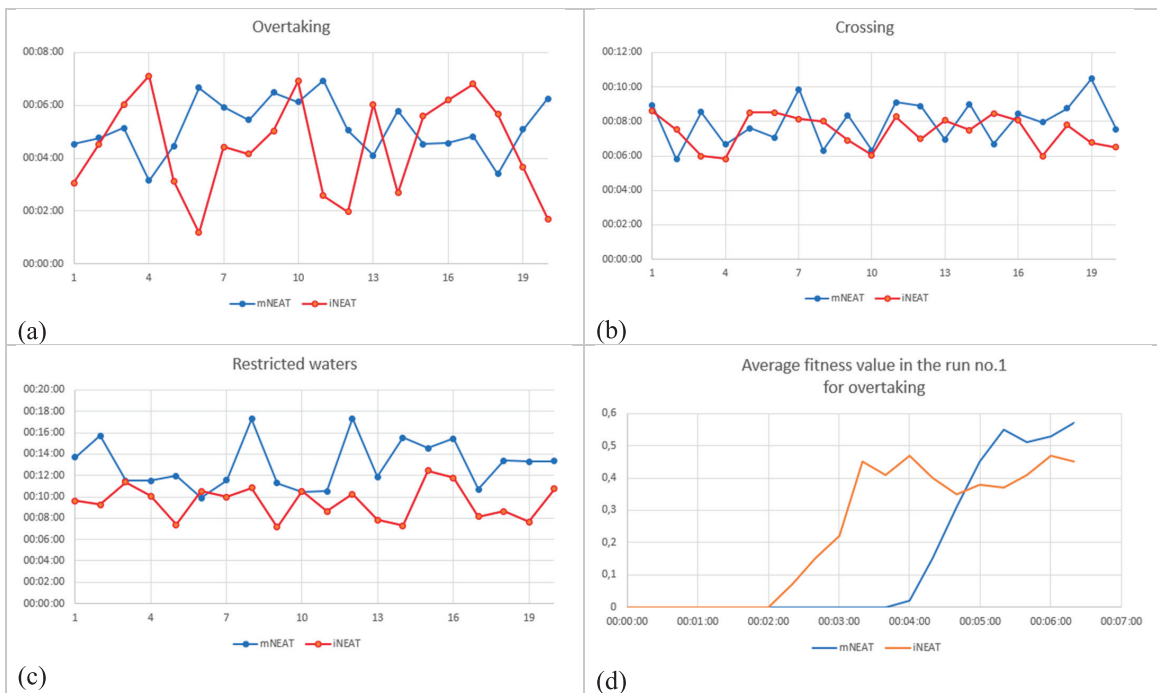 Overtaking
00:08:00
00:06:00
00:04:00
00:02:00
00:00:00
1 4 7 10 13 16 19
mNEAT iNEAT
(a)
Crossing
00:12:00
00:10:00
00:08:00
00:06:00
00:04:00
00:02:00
00:00:00
1 4 7 10 13 16 19
mNEAT iNEAT
(b)
Restricted waters
00:20:00
00:18:00
00:16:00
00:14:00
00:12:00
00:10:00
00:08:00
00:06:00
00:04:00
00:02:00
00:00:00
1 4 7 10 13 16 19
mNEAT iNEAT
(c)
Average fitness value in the run no.1
for overtaking
0,6
0,5
0,4
0,3
0,2
0,1
0
00:00:00 00:01:00 00:02:00 00:03:00 00:04:00 00:05:00 00:06:00 00:07:00
mNEAT iNEAT
(d)